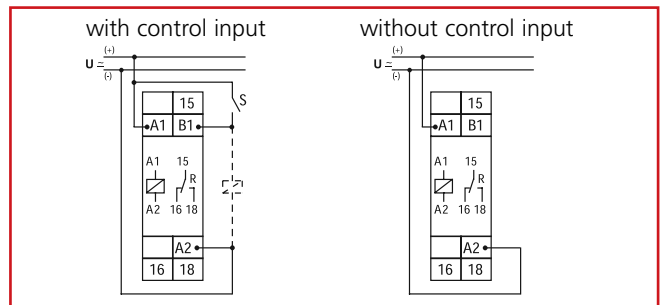 with control input
(+)
U ≂
(-)
S
15
A1 B1
A1 15
R
A2 16 18
A2
16 18
without control input
(+)
U ≂
(-)
15
A1 B1
A1 15
R
A2 16 18
A2
16 18